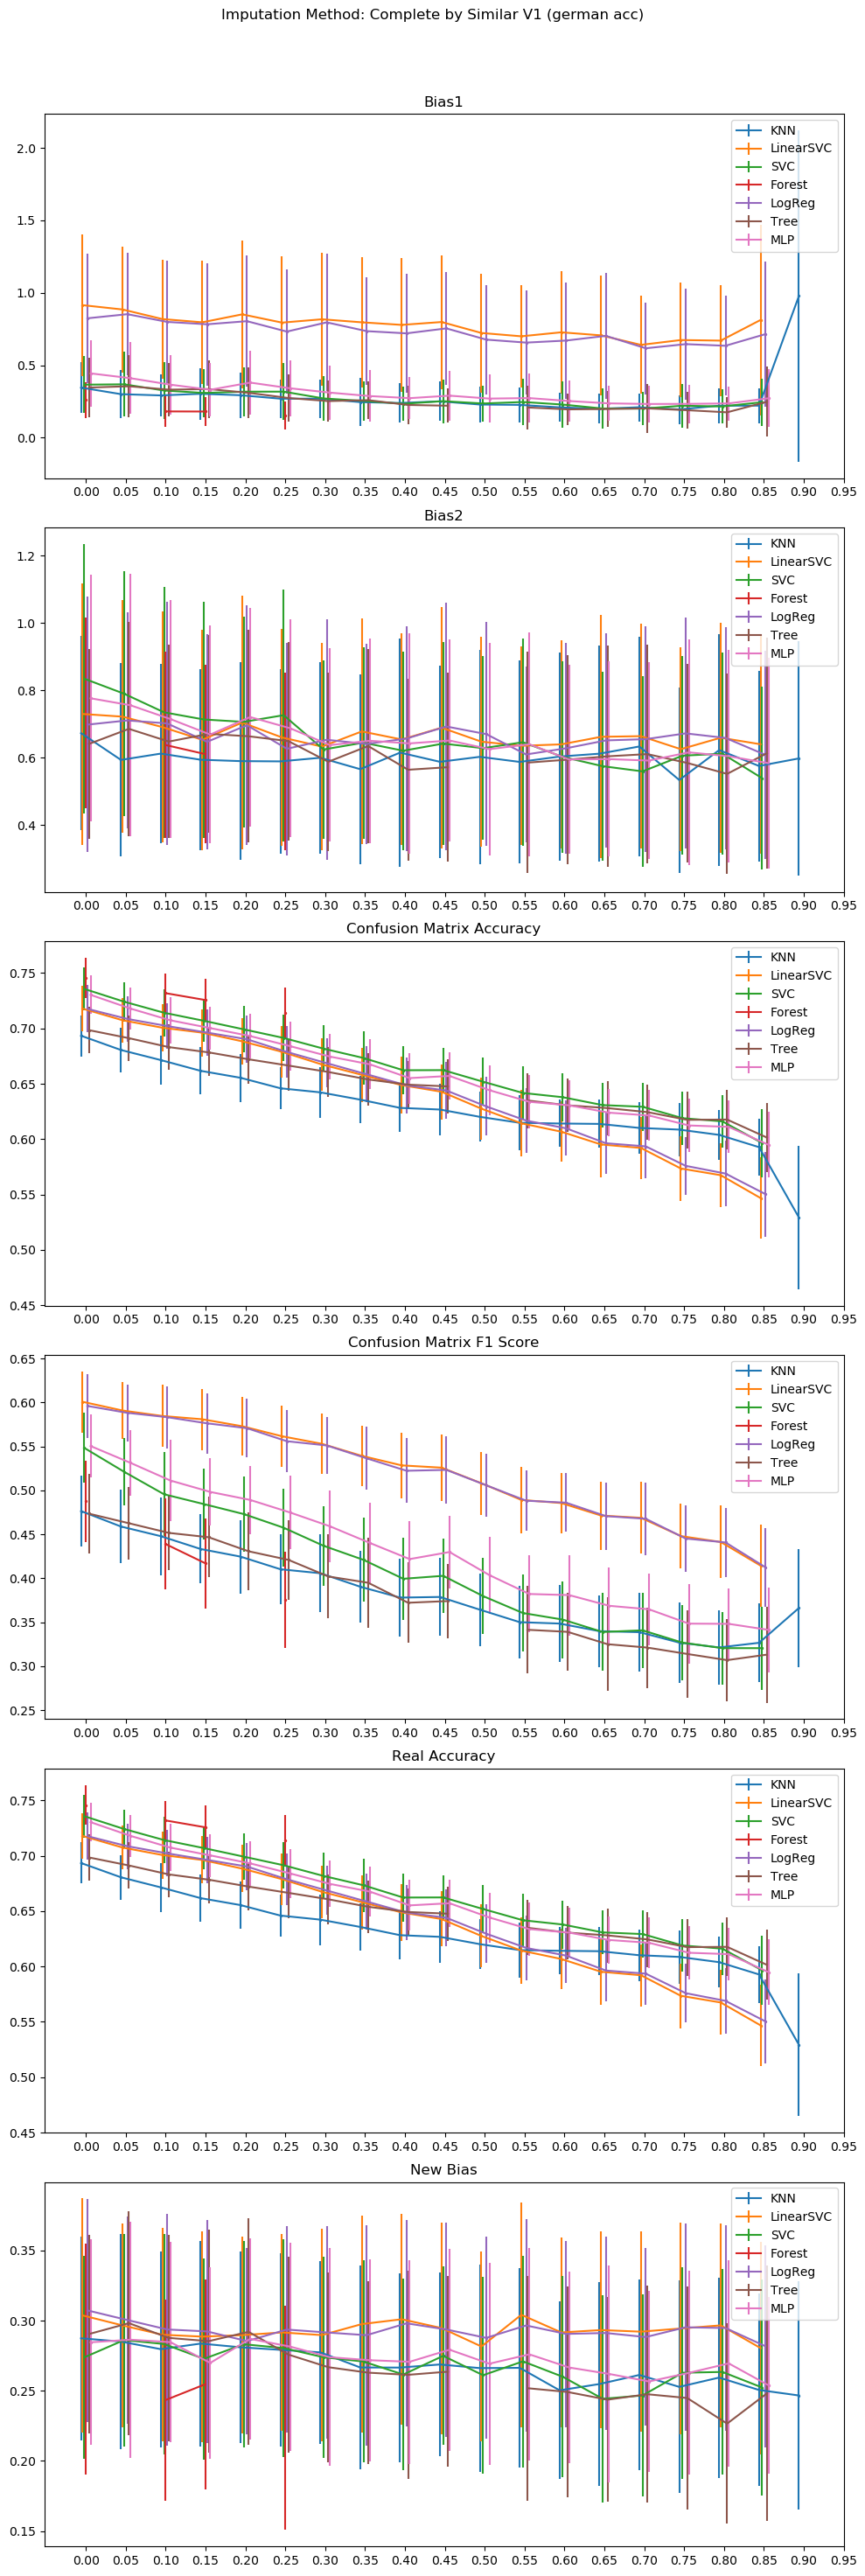 Imputation Method: Complete by Similar V1 (german acc)
Bias1
2.0
1.5
1.0
0.5
0.0
KNN
LinearSVC
SVC
Forest
LogReg
Tree
MLP
0.00 0.05 0.10 0.15 0.20 0.25 0.30 0.35 0.40 0.45 0.50 0.55 0.60 0.65 0.70 0.75 0.80 0.85 0.90 0.95
Bias2
1.2
1.0
0.8
0.6
0.4
KNN
LinearSVC
SVC
Forest
LogReg
Tree
MLP
0.00 0.05 0.10 0.15 0.20 0.25 0.30 0.35 0.40 0.45 0.50 0.55 0.60 0.65 0.70 0.75 0.80 0.85 0.90 0.95
Confusion Matrix Accuracy
0.75
0.70
0.65
0.60
0.55
0.50
0.45
KNN
LinearSVC
SVC
Forest
LogReg
Tree
MLP
0.00 0.05 0.10 0.15 0.20 0.25 0.30 0.35 0.40 0.45 0.50 0.55 0.60 0.65 0.70 0.75 0.80 0.85 0.90 0.95
Confusion Matrix F1 Score
0.65
0.60
0.55
0.50
0.45
0.40
0.35
0.30
0.25
KNN
LinearSVC
SVC
Forest
LogReg
Tree
MLP
0.00 0.05 0.10 0.15 0.20 0.25 0.30 0.35 0.40 0.45 0.50 0.55 0.60 0.65 0.70 0.75 0.80 0.85 0.90 0.95
Real Accuracy
0.75
0.70
0.65
0.60
0.55
0.50
0.45
KNN
LinearSVC
SVC
Forest
LogReg
Tree
MLP
0.00 0.05 0.10 0.15 0.20 0.25 0.30 0.35 0.40 0.45 0.50 0.55 0.60 0.65 0.70 0.75 0.80 0.85 0.90 0.95
New Bias
0.35
0.30
0.25
0.20
0.15
KNN
LinearSVC
SVC
Forest
LogReg
Tree
MLP
0.00 0.05 0.10 0.15 0.20 0.25 0.30 0.35 0.40 0.45 0.50 0.55 0.60 0.65 0.70 0.75 0.80 0.85 0.90 0.95